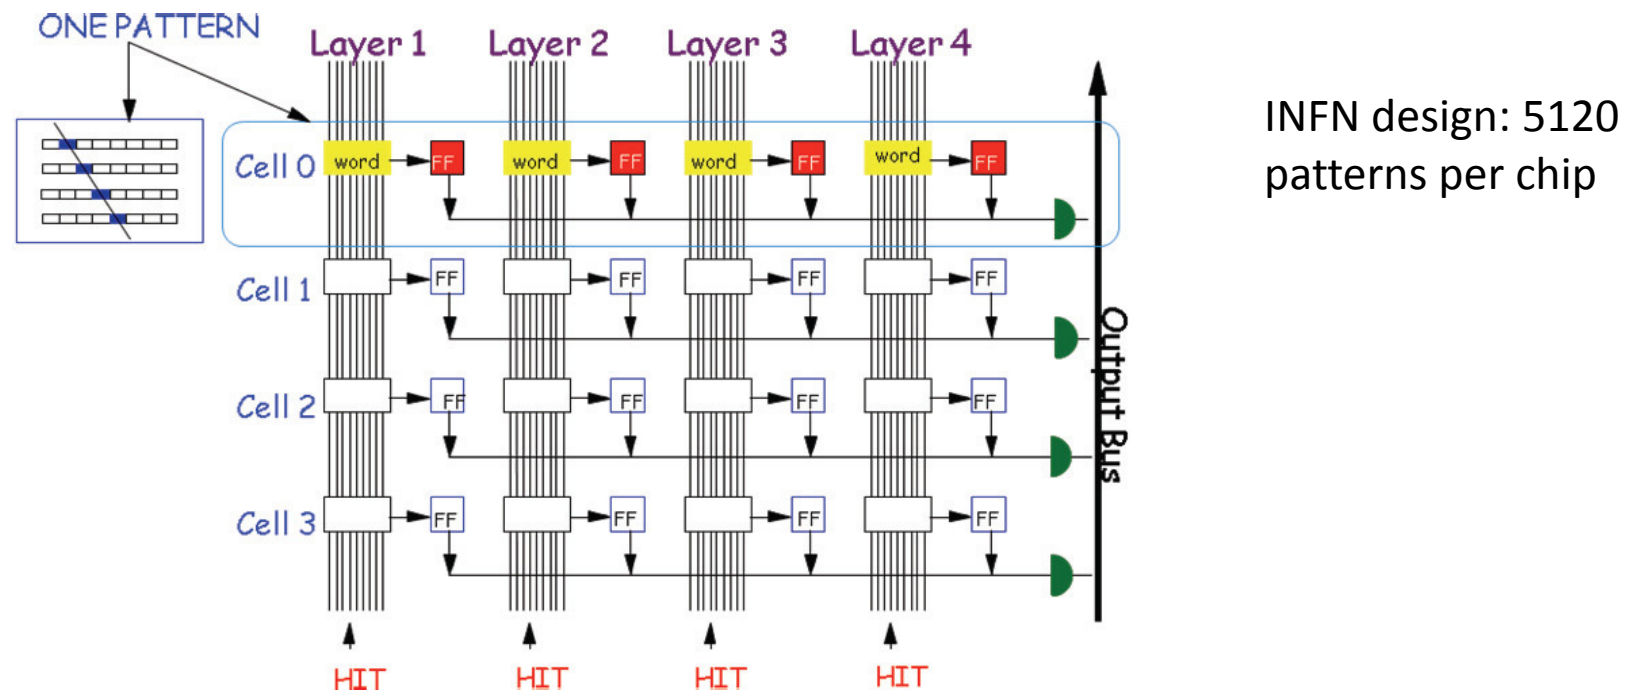 ONE PATTERN
Layer 1 Layer 2 Layer 3 Layer 4
INFN design: 5120
patterns per chip
Cell 0 word FF word FF word FF word FF
Cell 1 FF FF FF FF
Cell 2 FF FF FF FF
Cell 3 FF FF FF FF
Output Bus
HIT HIT HIT HIT